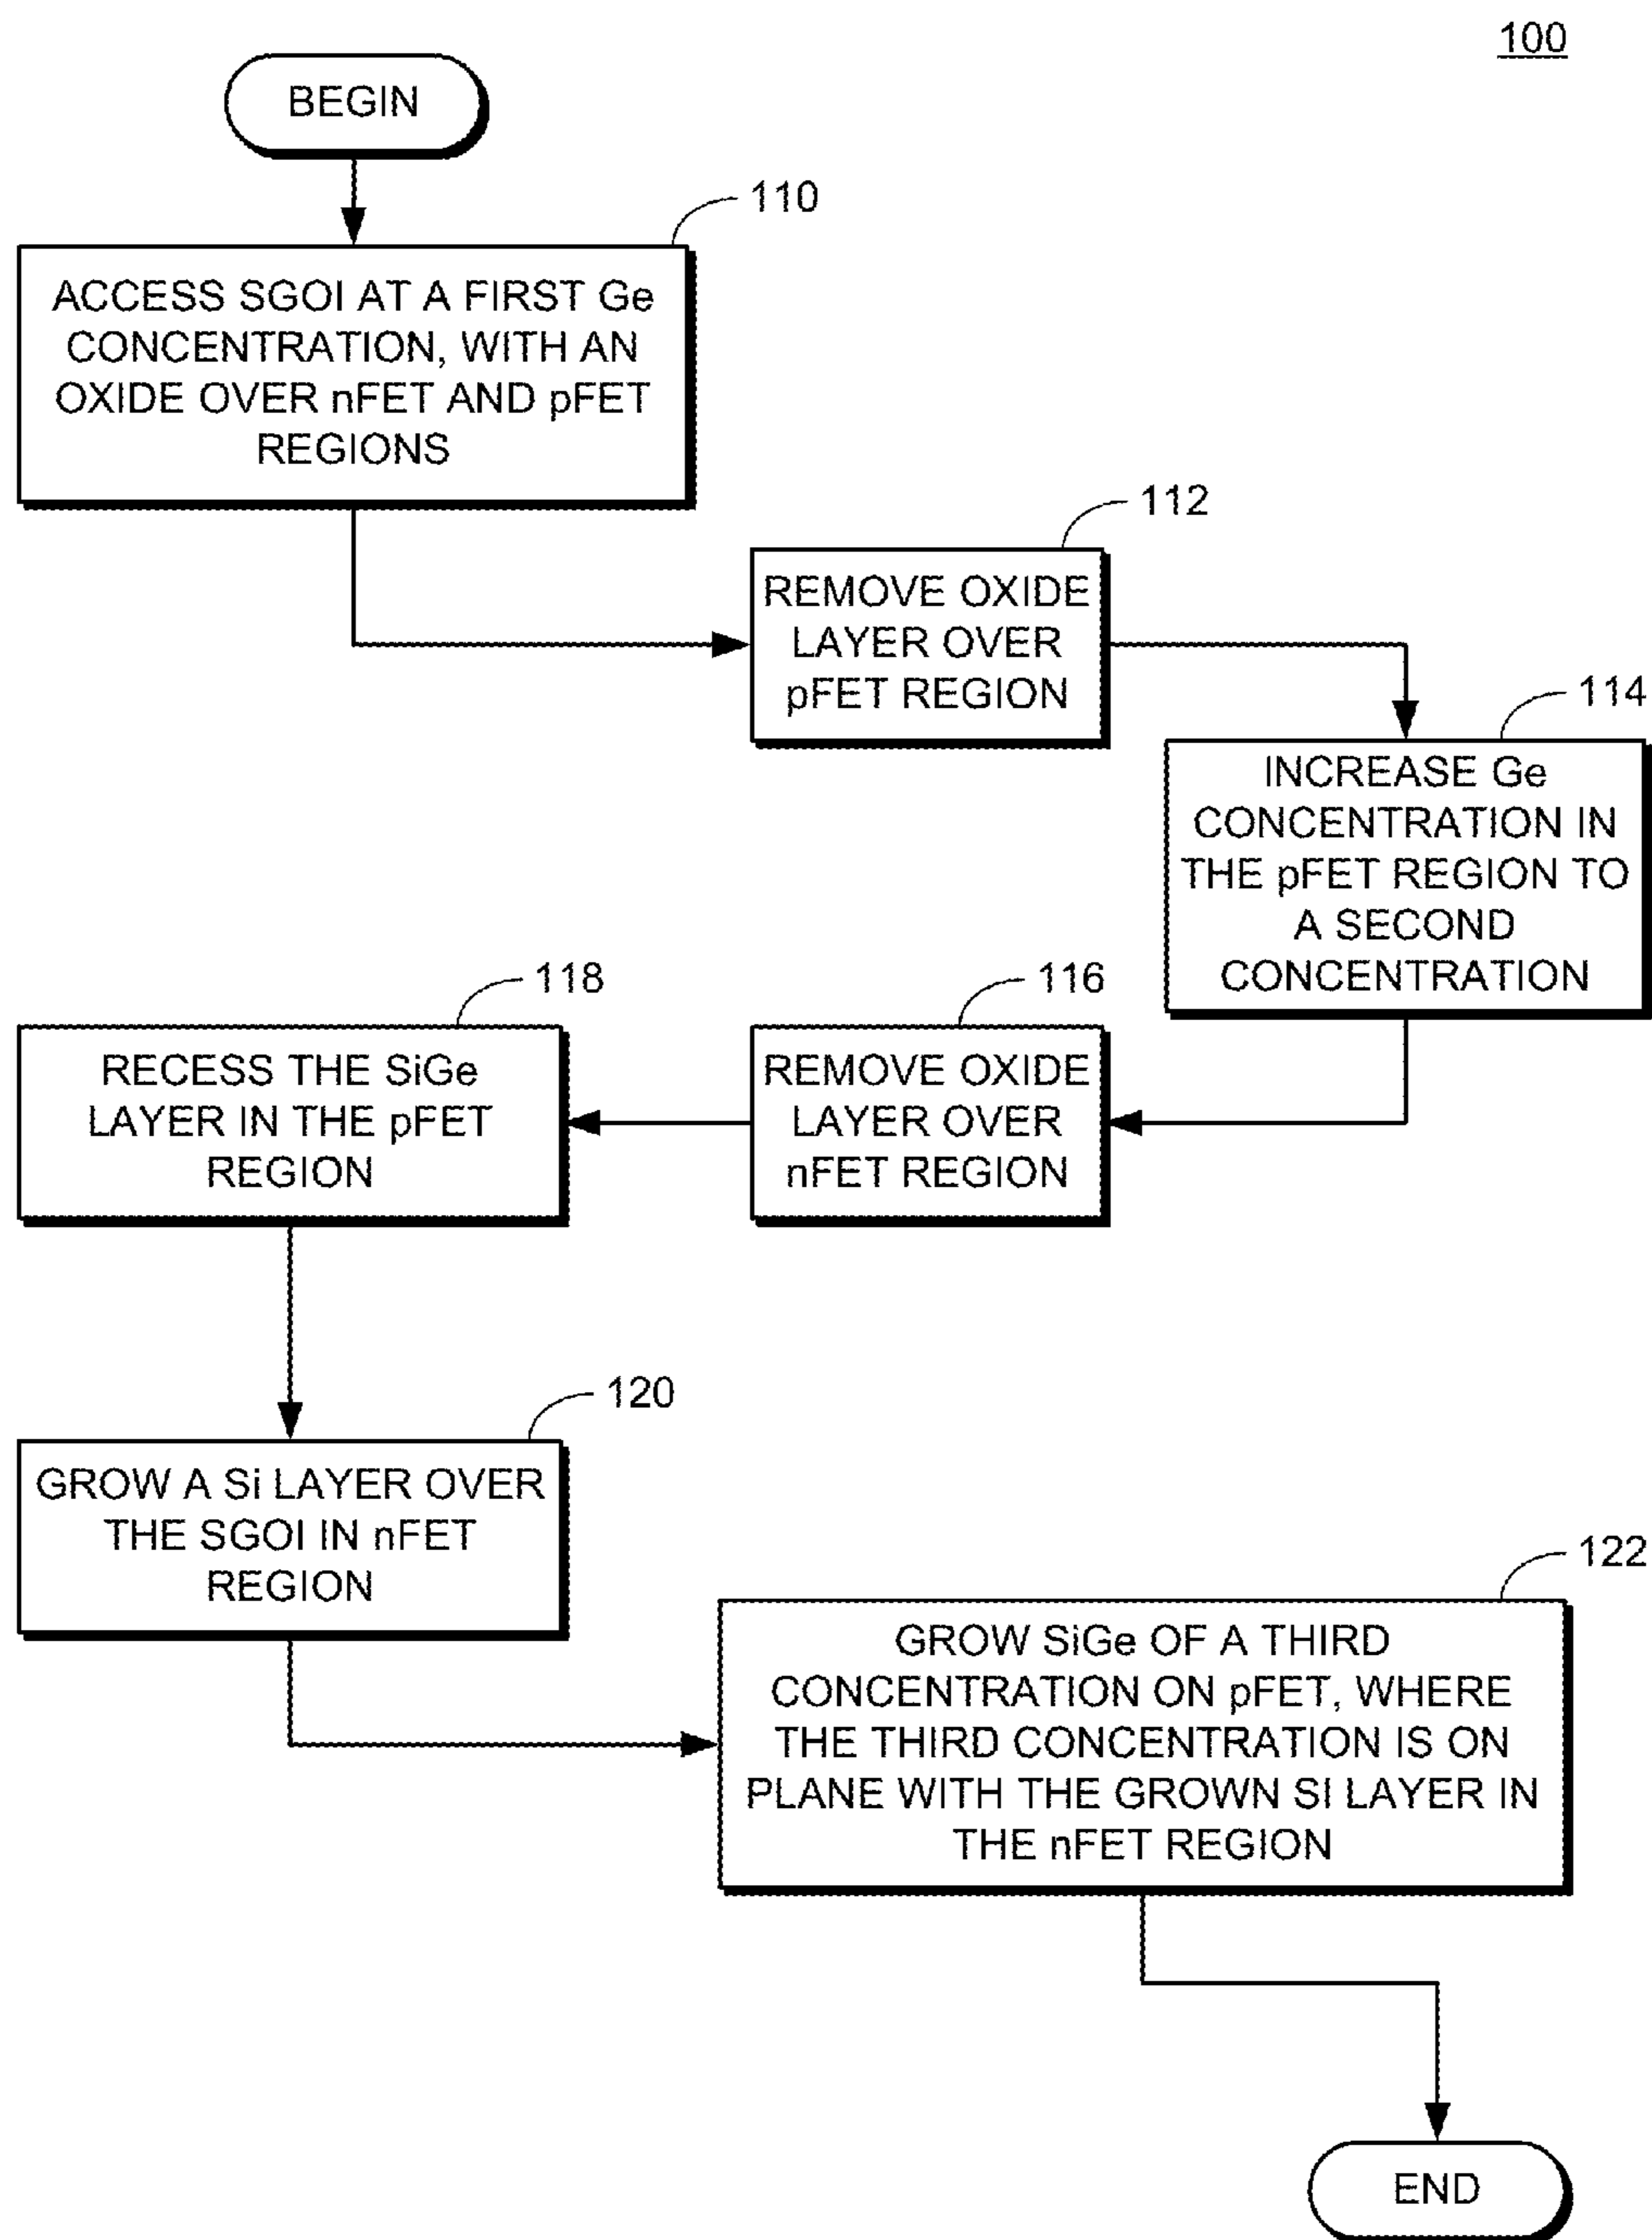 100
BEGIN
110
ACCESS SGOI AT A FIRST Ge
CONCENTRATION, WITH AN
OXIDE OVER nFET AND pFET
REGIONS
112
REMOVE OXIDE
LAYER OVER
pFET REGION
114
INCREASE Ge
CONCENTRATION IN
THE pFET REGION TO
A SECOND
CONCENTRATION
116
REMOVE OXIDE
LAYER OVER
nFET REGION
118
RECESS THE SiGe
LAYER IN THE pFET
REGION
120
GROW A Si LAYER OVER
THE SGOI IN nFET
REGION
122
GROW SiGe OF A THIRD
CONCENTRATION ON pFET, WHERE
THE THIRD CONCENTRATION IS ON
PLANE WITH THE GROWN SI LAYER IN
THE nFET REGION
END